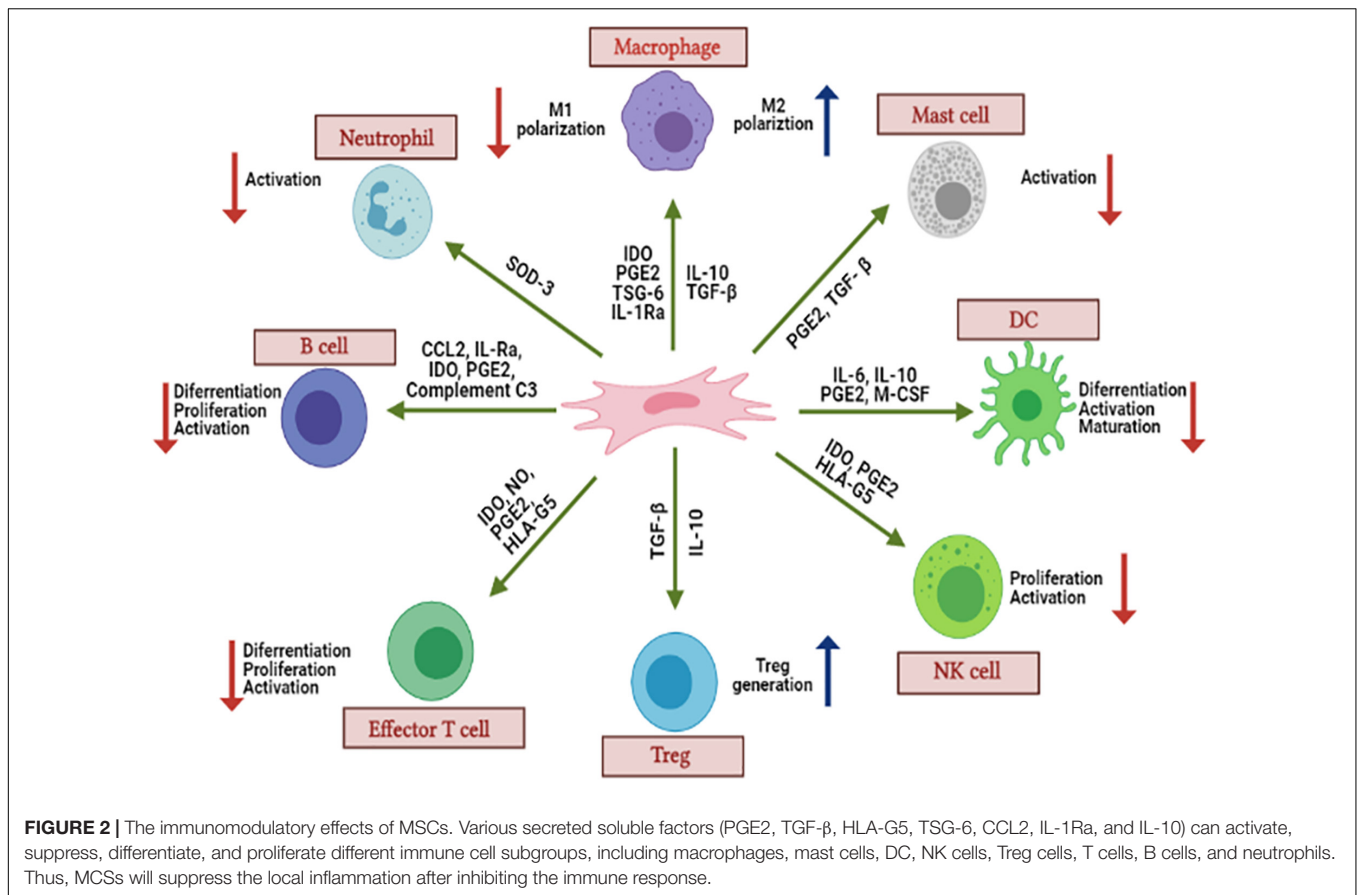 Macrophage
M1
polarization
M2
polariztion
Mast cell
Activation
Neutrophil
Activation
SOD-3
IDO
PGE2
TSG-6
IL-1Ra
IL-10
TGF-β
PGE2, TGF- β
DC
B cell
CCL2, IL-Ra,
IDO, PGE2,
Complement C3
Diferrentiation
Proliferation
Activation
IL-6, IL-10
PGE2, M-CSF
Diferrentiation
Activation
Maturation
IDO, NO,
PGE2,
HLA-G5
TGF-β
IL-10
IDO, PGE2
HLA-G5
Proliferation
Activation
NK cell
Diferrentiation
Proliferation
Activation
Effector T cell
Treg
generation
Treg
FIGURE 2 | The immunomodulatory effects of MSCs. Various secreted soluble factors (PGE2, TGF-β, HLA-G5, TSG-6, CCL2, IL-1Ra, and IL-10) can activate,
suppress, differentiate, and proliferate different immune cell subgroups, including macrophages, mast cells, DC, NK cells, Treg cells, T cells, B cells, and neutrophils.
Thus, MCSs will suppress the local inflammation after inhibiting the immune response.